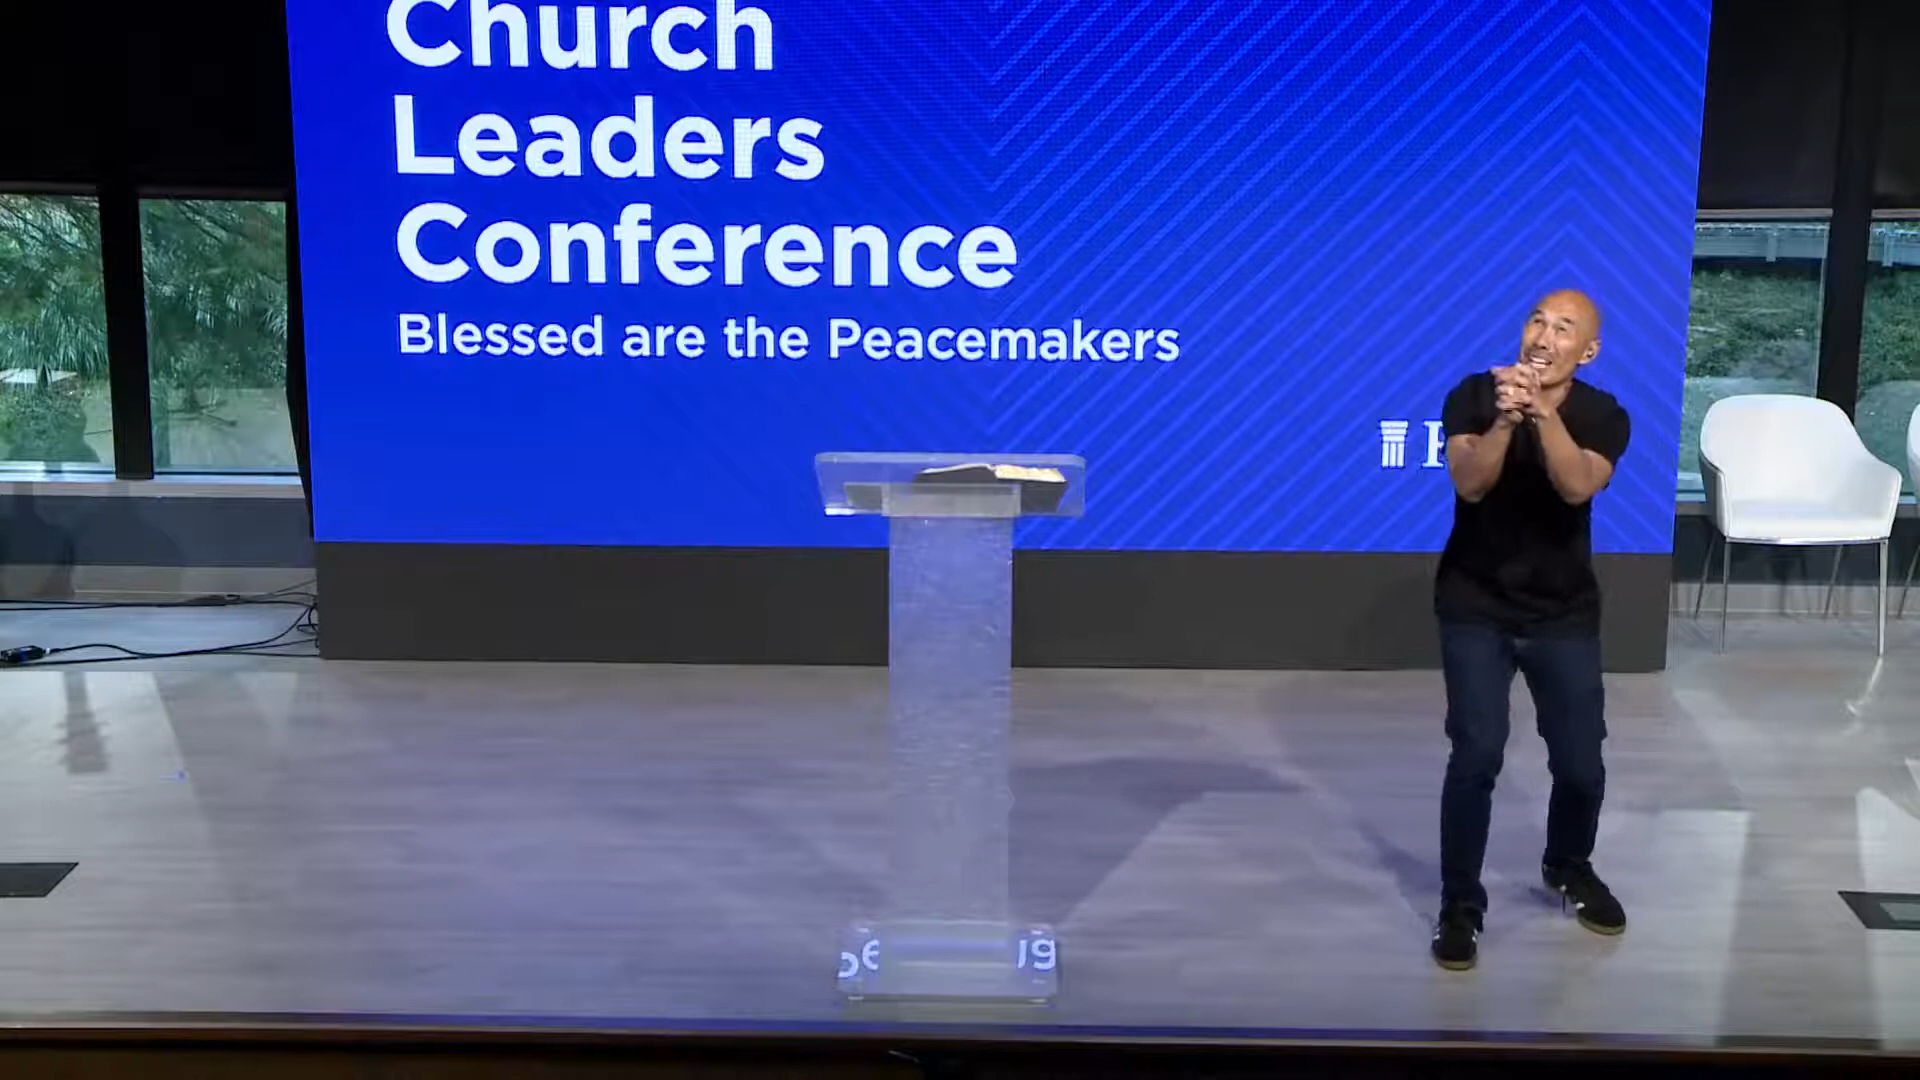 Church
Leaders
Conference
Blessed are the Peacemakers